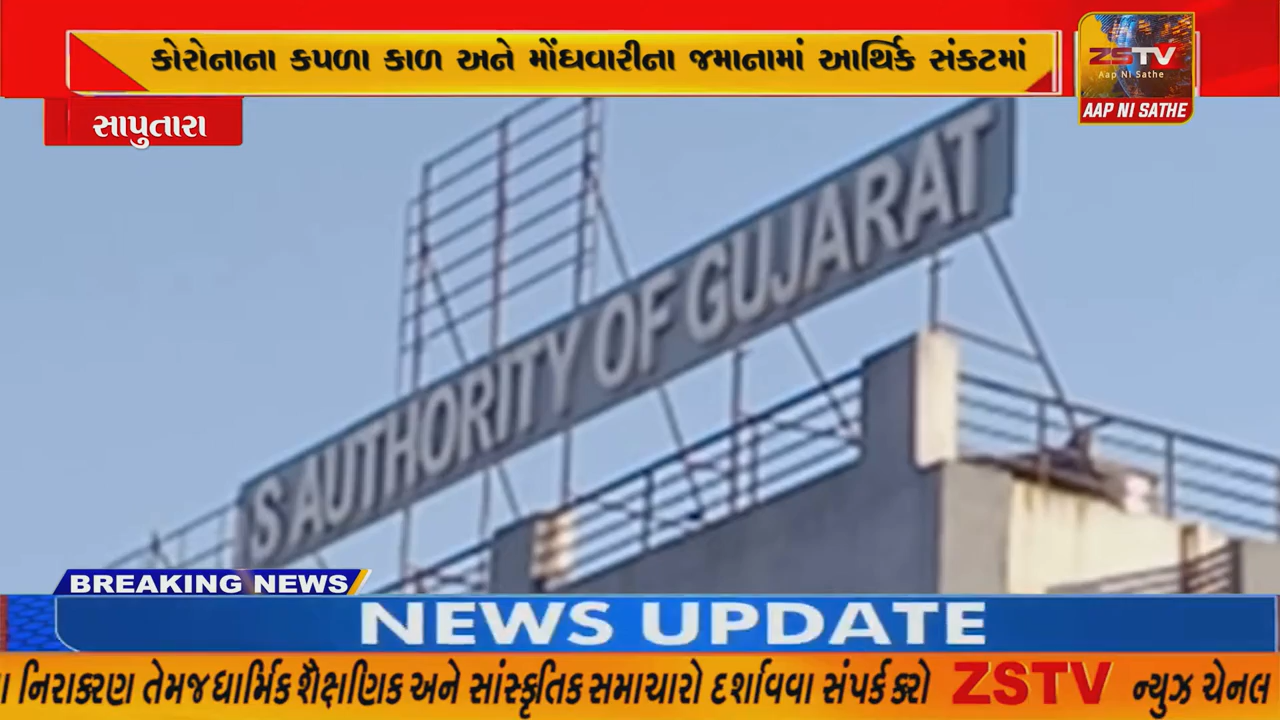 કોરોનાના કપળા કાળ અને મોંઘવારીના જમાનામાં આર્થિક સંકટમાં
ZSTV
Aap Ni Sathe
AAP NI SATHE
સાપુતારા
S AUTHORITY OF GUJARAT
BREAKING NEWS
NEWS UPDATE
નિરાકરણ તેમજ ધાર્મિક શૈક્ષણિક અને સાંસ્કૃતિક સમાચારો દર્શાવવા સંપર્ક કરો ZSTV ન્યુઝ ચેનલ